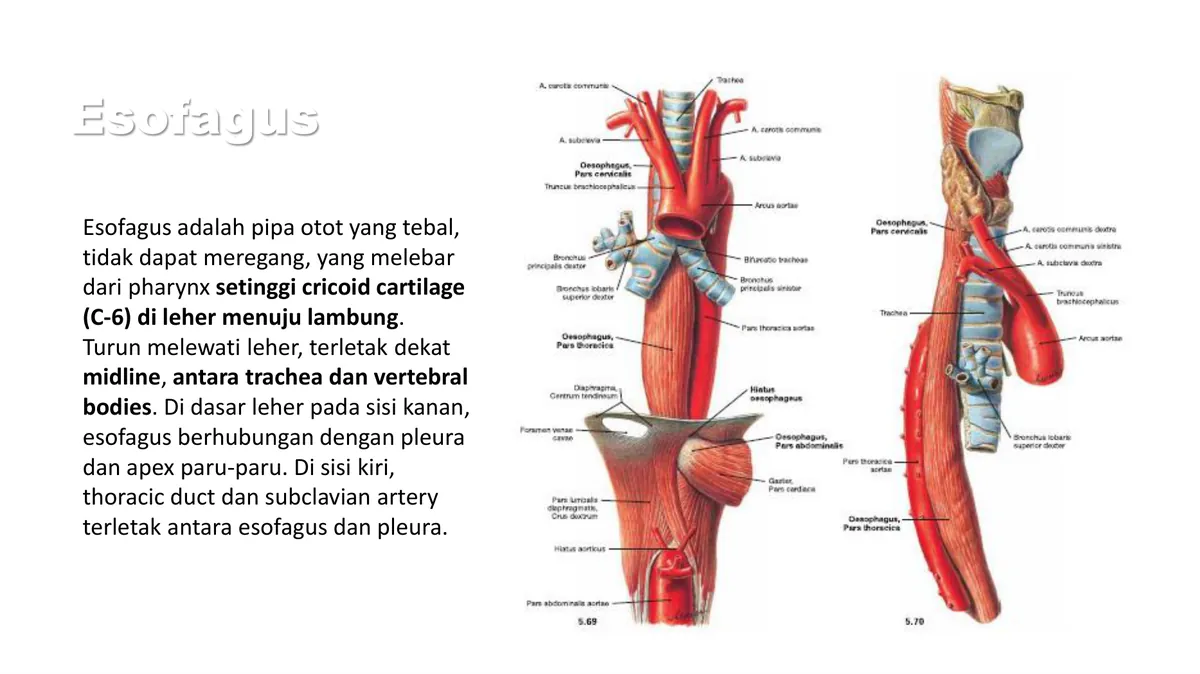 Esofagus
Esofagus adalah pipa otot yang tebal,
tidak dapat meregang, yang melebar
dari pharynx setinggi cricoid cartilage
(C-6) di leher menuju lambung.
Turun melewati leher, terletak dekat
midline, antara trachea dan vertebral
bodies. Di dasar leher pada sisi kanan,
esofagus berhubungan dengan pleura
dan apex paru-paru. Di sisi kiri,
thoracic duct dan subclavian artery
terletak antara esofagus dan pleura.
Trachea
A. carotis communis
A. carotis communis
A. subclavia
A. subclavia
Oesophagus,
Pars cervicalis
Truncus brachiocephalicus
Arcus aortae
Bronchus
principalis dexter
Bifurcatio tracheae
Bronchus
principalis sinister
Bronchus lobaris
superior dexter
Pars thoracica aortae
Oesophagus,
Pars thoracica
Diaphragma,
Centrum tendineum
Hiatus
oesophageus
Foramen venae
cavae
Oesophagus,
Pars abdominalis
Gaster,
Pars cardiaca
Pars lumbalis
diaphragmatis,
Crus dextrum
Hiatus aorticus
Pars abdominalis aortae
5.69
Oesophagus,
Pars cervicalis
A. carotis communis dextra
A. carotis communis sinistra
A. subclavia dextra
Truncus
brachiocephalicus
Trachea
Arcus aortae
Bronchus lobaris
superior dexter
Pars thoracica
aortae
Oesophagus,
Pars thoracica
5.70